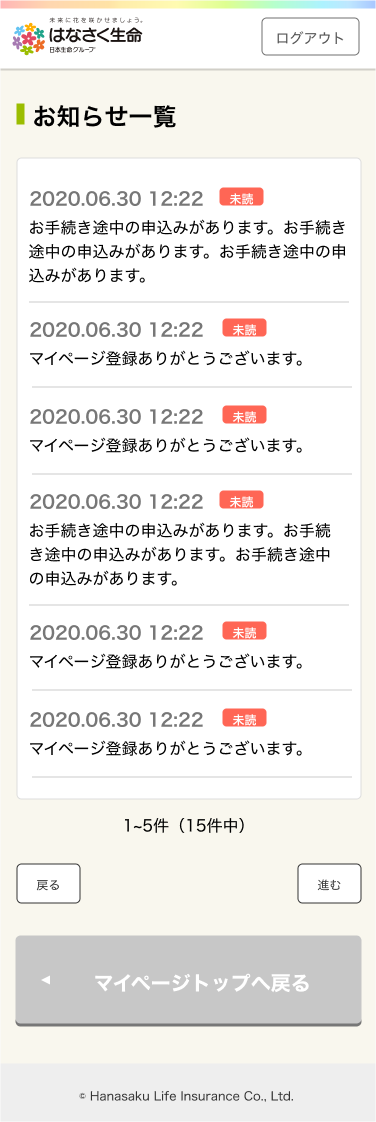 未来に花を咲かせましょう。
はなさく生命
日本生命グループ
ログアウト
お知らせ一覧
2020.06.30 12:22 未読
お手続き途中の申込みがあります。お手続き
途中の申込みがあります。お手続き途中の申
込みがあります。
2020.06.30 12:22 未読
マイページ登録ありがとうございます。
2020.06.30 12:22 未読
マイページ登録ありがとうございます。
2020.06.30 12:22 未読
お手続き途中の申込みがあります。お手続
き途中の申込みがあります。お手続き途中
の申込みがあります。
2020.06.30 12:22 未読
マイページ登録ありがとうございます。
2020.06.30 12:22 未読
マイページ登録ありがとうございます。
1~5件（15件中）
戻る 進む
マイページトップへ戻る
© Hanasaku Life Insurance Co., Ltd.